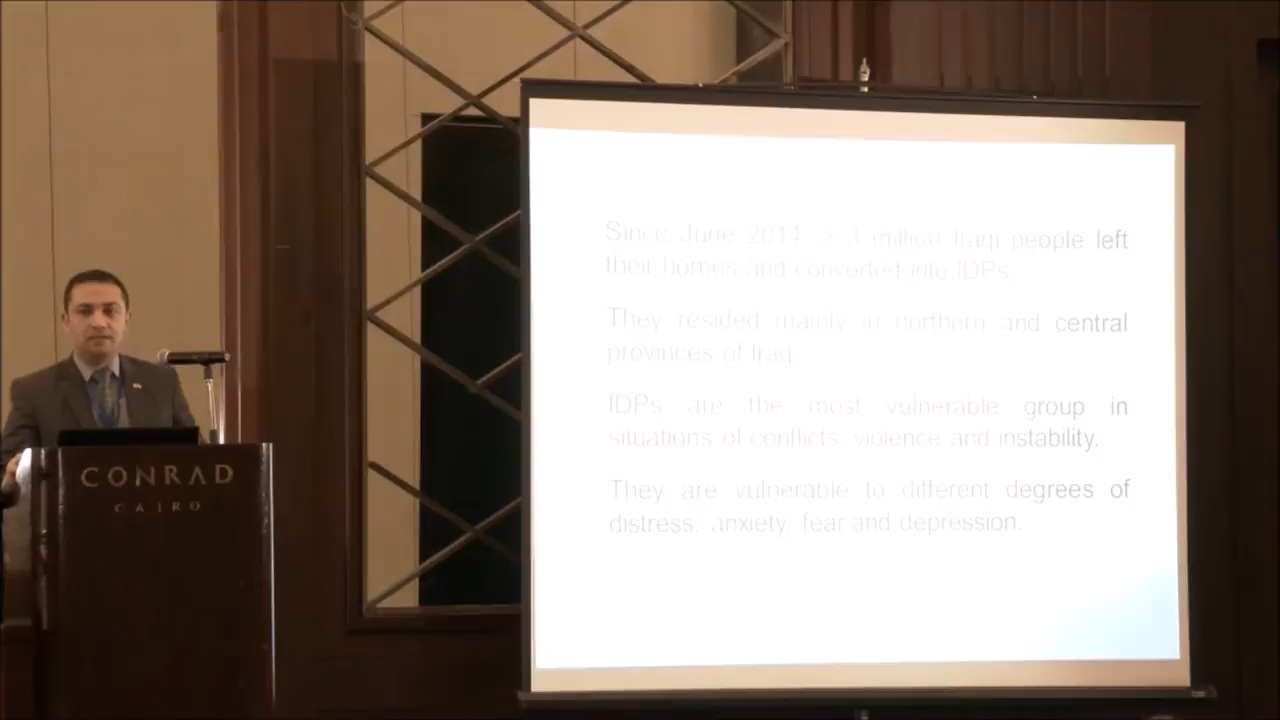 CONRAD
CAIRO
Since June 2014 > 3 million Iraqi people left
their homes and converted into IDPs
They resided mainly in northern and central
provinces of Iraq
IDPs are the most vulnerable group in
situations of conflicts, violence and instability.
They are vulnerable to different degrees of
distress, anxiety, fear and depression.